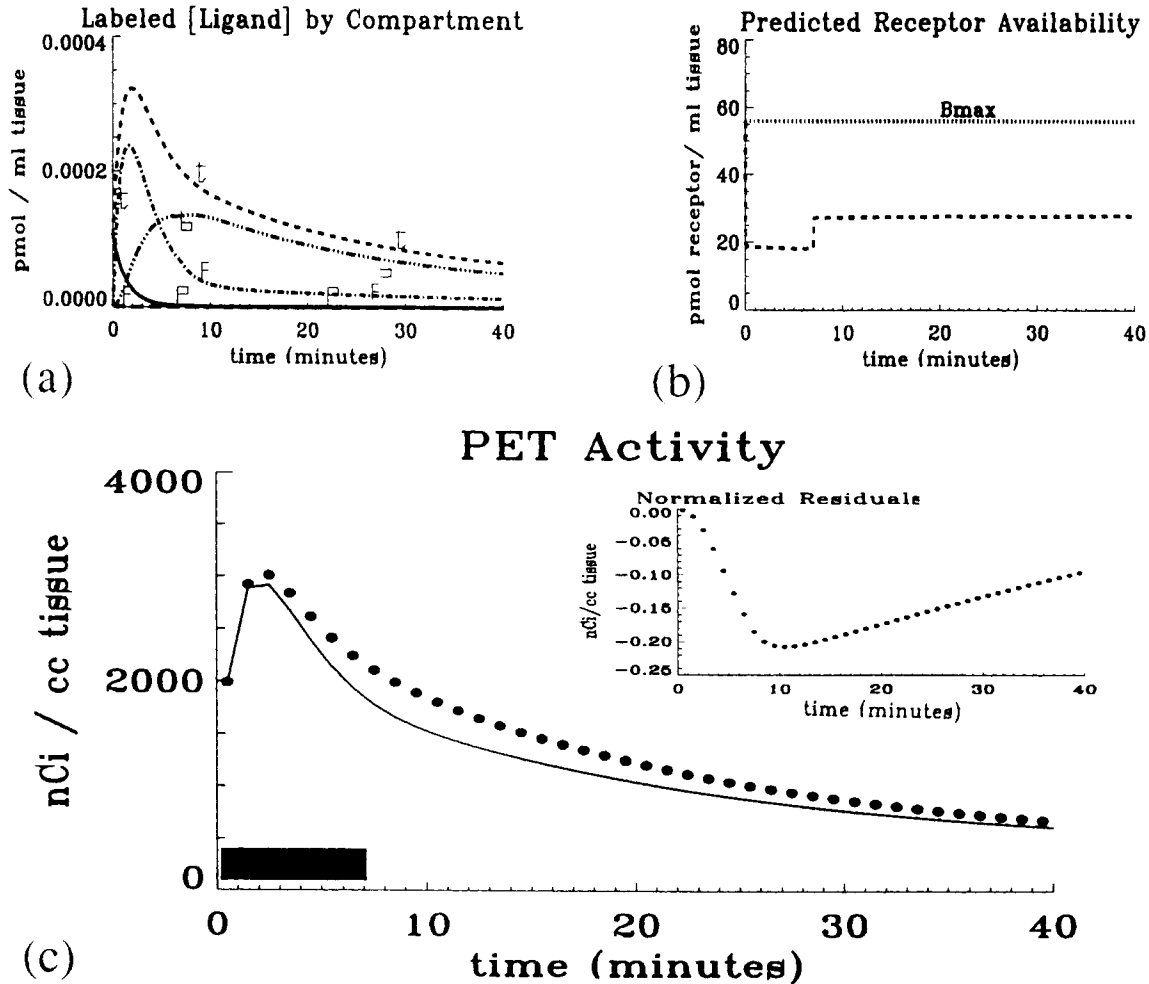 Labeled [Ligand] by Compartment
pmol / ml tissue
0.0004
0.0002
0.0000
t
t
t
b
F
F
F
P
P
P
b
0 10 20 30 40
time (minutes)
(a)
Predicted Receptor Availability
pmol receptor/ ml tissue
80
60
40
20
0
Bmax
0 10 20 30 40
time (minutes)
(b)
PET Activity
nCi / cc tissue
4000
2000
0
0 10 20 30 40
time (minutes)
(c)
Normalized Residuals
nCi/cc tissue
0.00
-0.05
-0.10
-0.15
-0.20
-0.25
0 10 20 30 40
time (minutes)